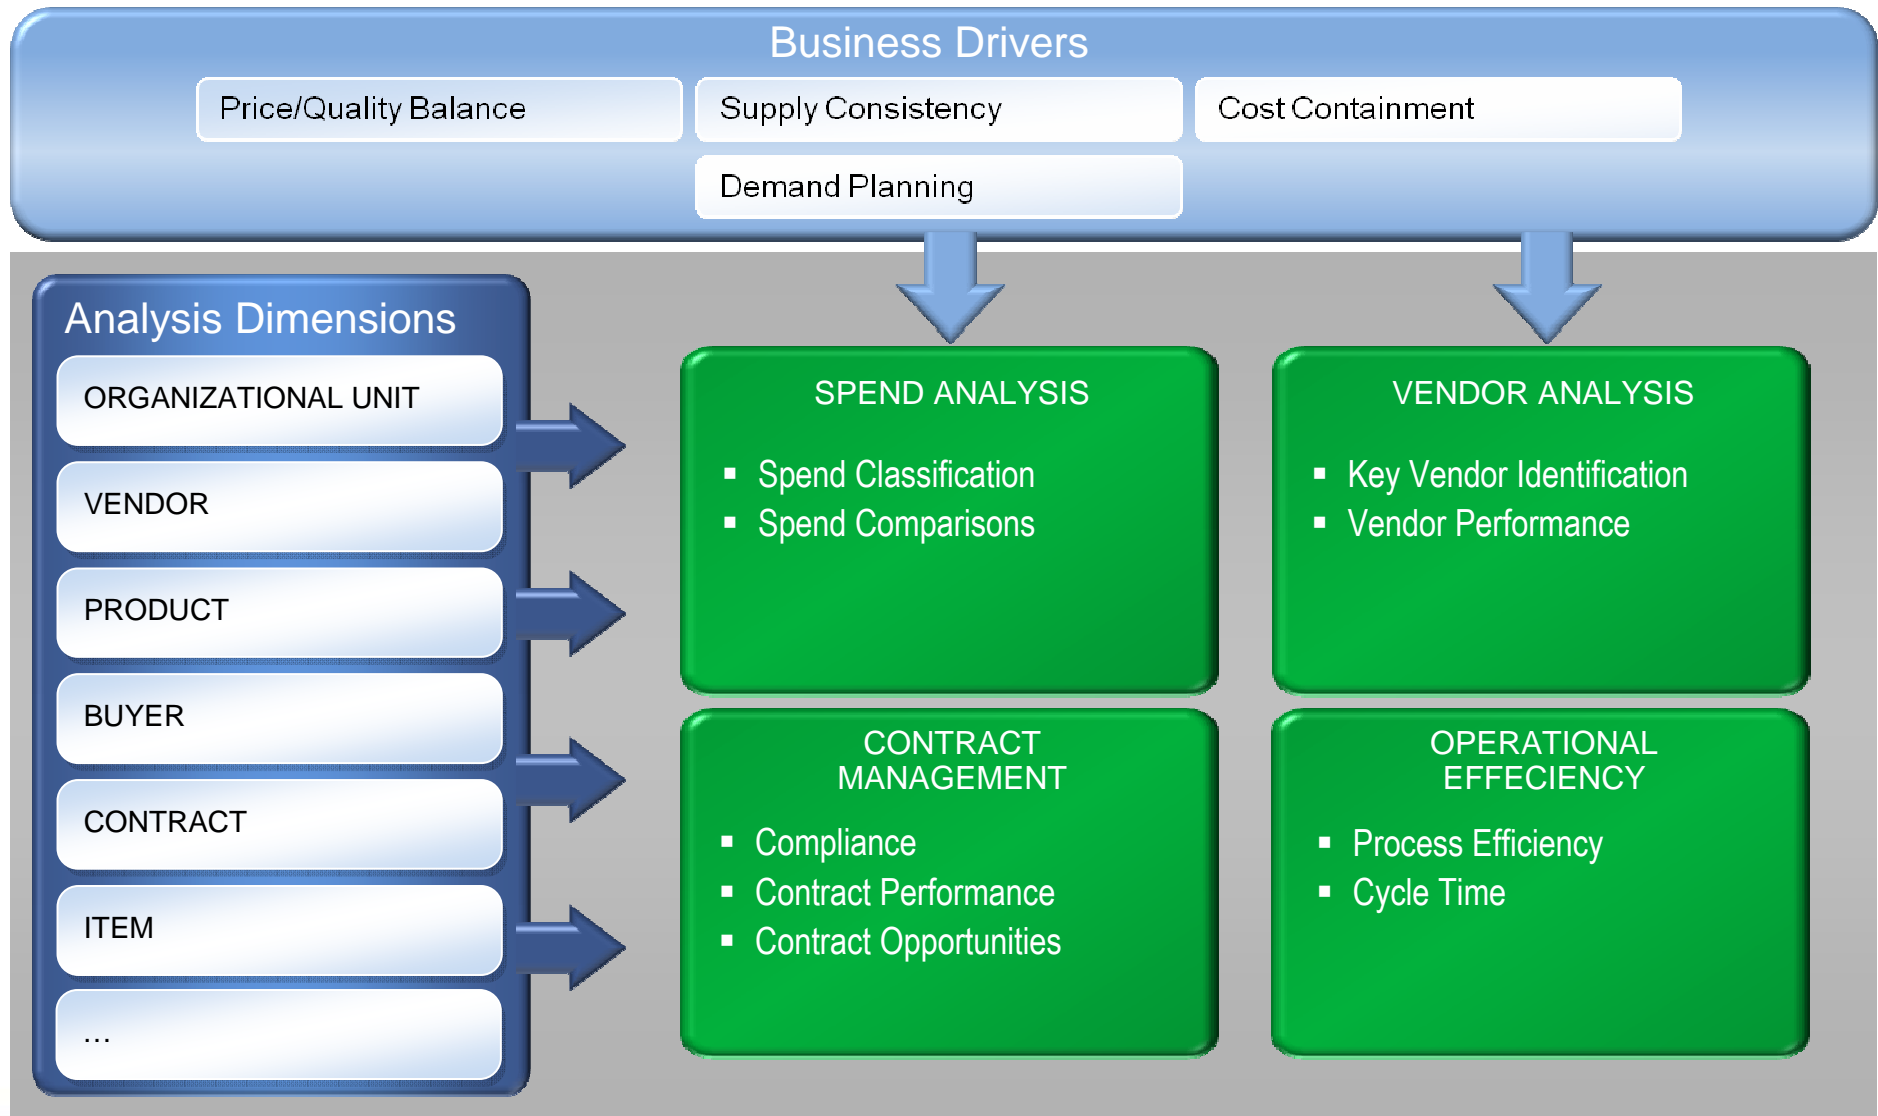 Business Drivers
Price/Quality Balance
Supply Consistency
Cost Containment
Demand Planning
Analysis Dimensions
ORGANIZATIONAL UNIT
VENDOR
PRODUCT
BUYER
CONTRACT
ITEM
...
SPEND ANALYSIS
▪ Spend Classification
▪ Spend Comparisons
VENDOR ANALYSIS
▪ Key Vendor Identification
▪ Vendor Performance
CONTRACT
MANAGEMENT
▪ Compliance
▪ Contract Performance
▪ Contract Opportunities
OPERATIONAL
EFFECIENCY
▪ Process Efficiency
▪ Cycle Time